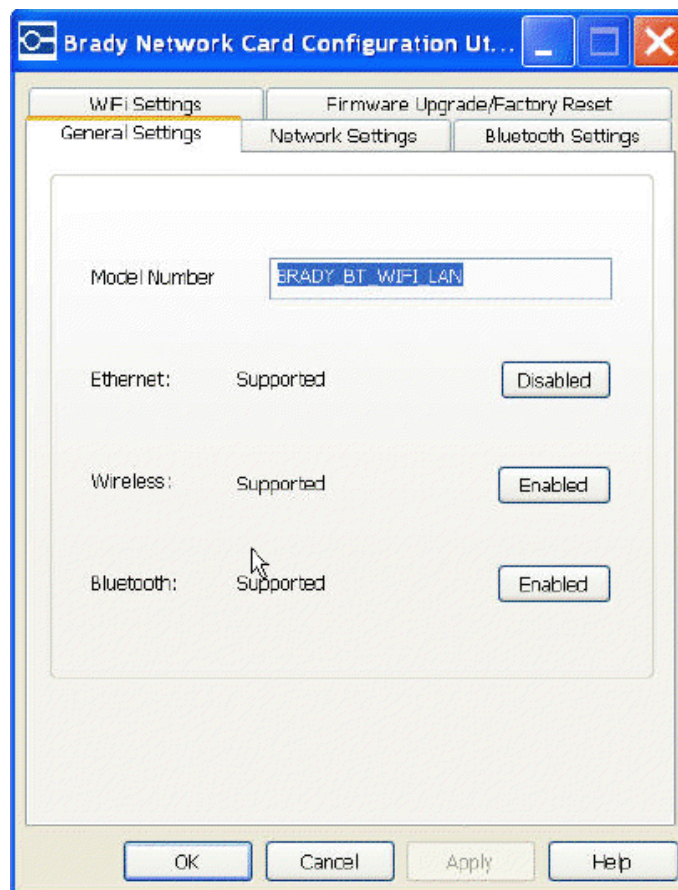 Brady Network Card Configuration Ut...
WiFi Settings Firmware Upgrade/Factory Reset
General Settings Network Settings Bluetooth Settings
Model Number BRADY_BT_WIFI_LAN
Ethernet: Supported Disabled
Wireless: Supported Enabled
Bluetooth: Supported Enabled
OK Cancel Apply Help